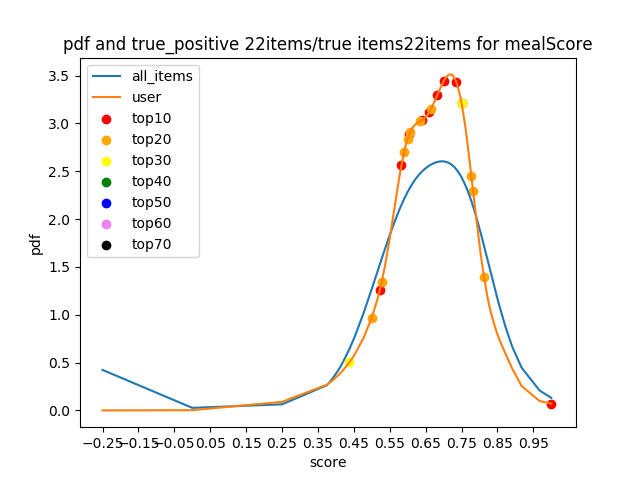 pdf and true_positive 22items/true items22items for mealScore
all_items
user
top10
top20
top30
top40
top50
top60
top70
pdf
3.5
3.0
2.5
2.0
1.5
1.0
0.5
0.0
−0.25 −0.15 −0.05 0.05 0.15 0.25 0.35 0.45 0.55 0.65 0.75 0.85 0.95
score